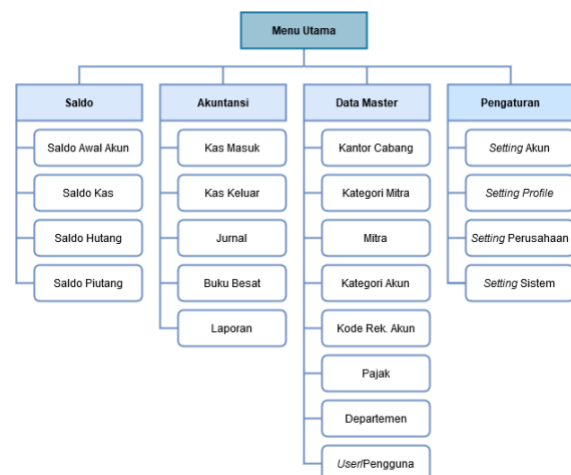 Menu Utama
Saldo
Saldo Awal Akun
Saldo Kas
Saldo Hutang
Saldo Piutang
Akuntansi
Kas Masuk
Kas Keluar
Jurnal
Buku Besat
Laporan
Data Master
Kantor Cabang
Kategori Mitra
Mitra
Kategori Akun
Kode Rek. Akun
Pajak
Departemen
User/Pengguna
Pengaturan
Setting Akun
Setting Profile
Setting Perusahaan
Setting Sistem